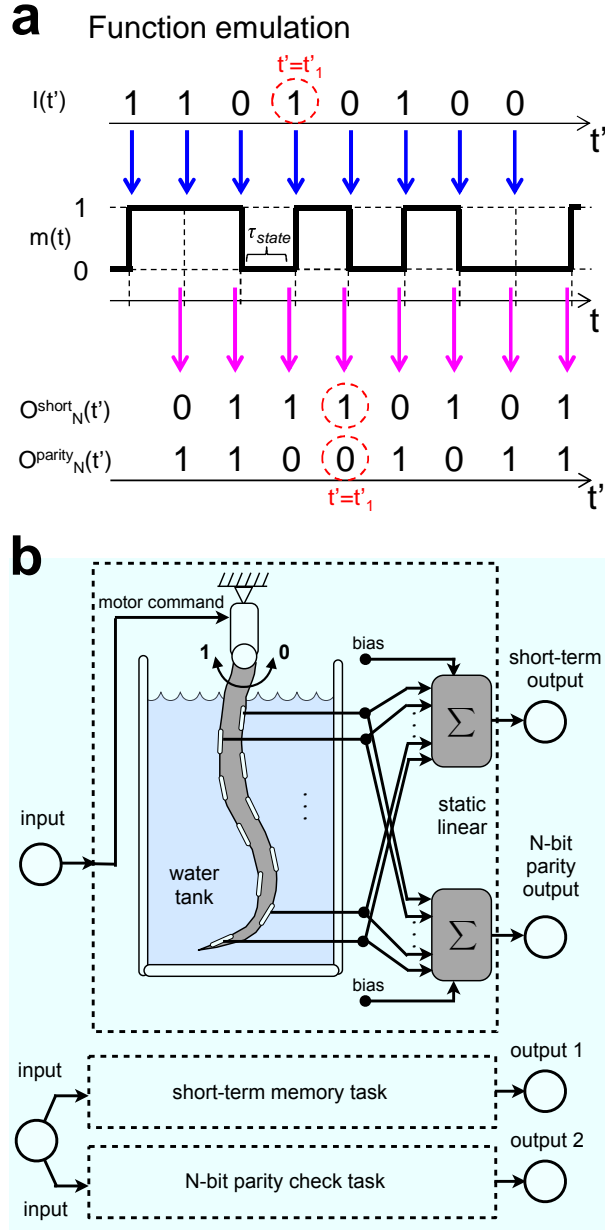 a
Function emulation
t'=t'1
I(t') 1 1 0 1 0 1 0 0
t'
1
m(t)
τstate
0
t
O^short_N(t') 0 1 1 1 0 1 0 1
O^parity_N(t') 1 1 0 0 1 0 1 1
t'=t'1
t'
b
motor command
1 0
bias
short-term
output
Σ
static
linear
input
water
tank
N-bit
parity
output
Σ
bias
input
short-term memory task
output 1
N-bit parity check task
output 2
input